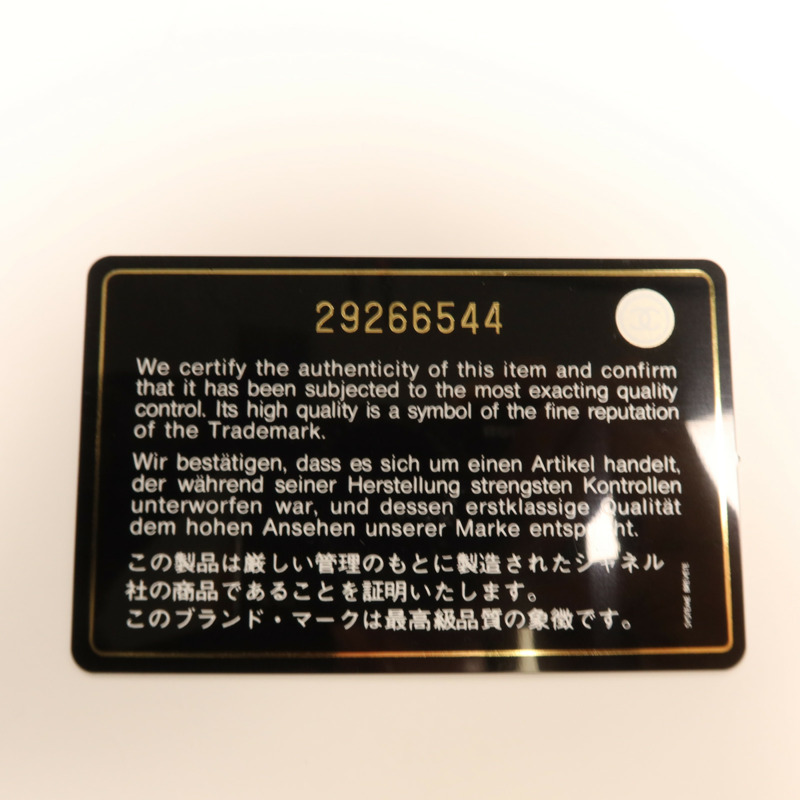 29266544
We certify the authenticity of this item and confirm
that it has been subjected to the most exacting quality
control. Its high quality is a symbol of the fine reputation
of the Trademark.
Wir bestätigen, dass es sich um einen Artikel handelt,
der während seiner Herstellung strengsten Kontrollen
unterworfen war, und dessen erstklassige Qualität
dem hohen Ansehen unserer Marke entspricht.
この製品は厳しい管理のもとに製造されたシャネル
社の商品であることを証明いたします。
このブランド・マークは最高級品質の象徴です。
SYSTEME BREVETE